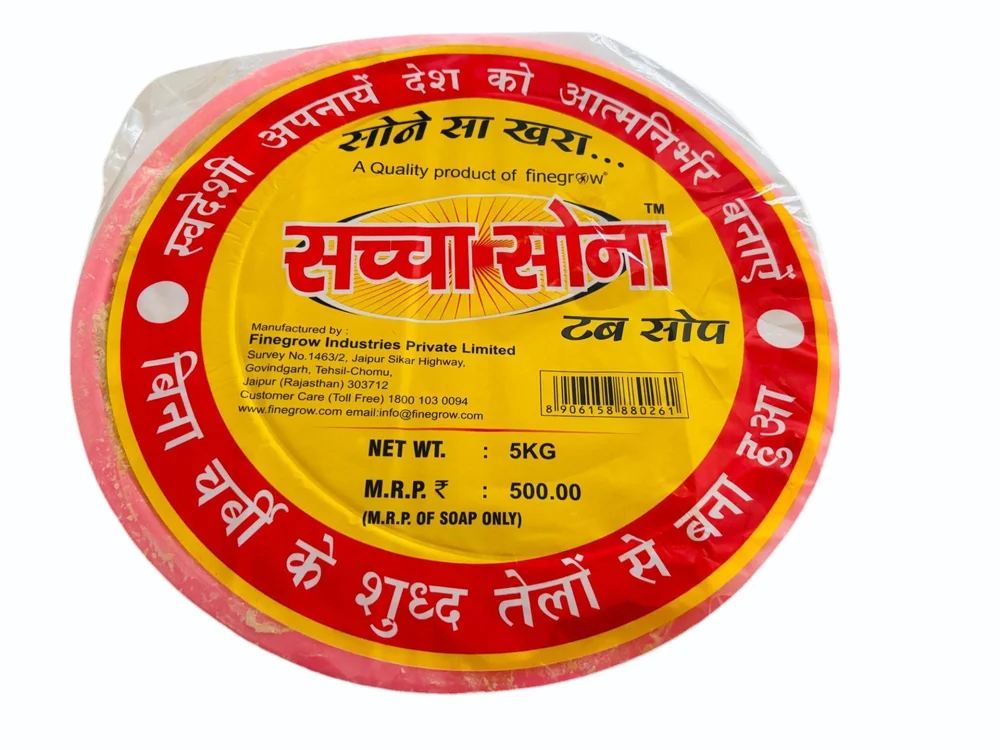 स्वदेशी अपनायें देश को आत्मनिर्भर बनाएं
सोने सा खरा...
A Quality product of finegrow®
सच्चा सोना TM
टब सोप
Manufactured by :
Finegrow Industries Private Limited
Survey No.1463/2, Jaipur Sikar Highway,
Govindgarh, Tehsil-Chomu,
Jaipur (Rajasthan) 303712
Customer Care (Toll Free) 1800 103 0094
www.finegrow.com email:info@finegrow.com
8 906158 880261
NET WT. : 5KG
M.R.P. ₹ : 500.00
(M.R.P. OF SOAP ONLY)
बिना चर्बी के शुध्द तेलों से बना हुआ